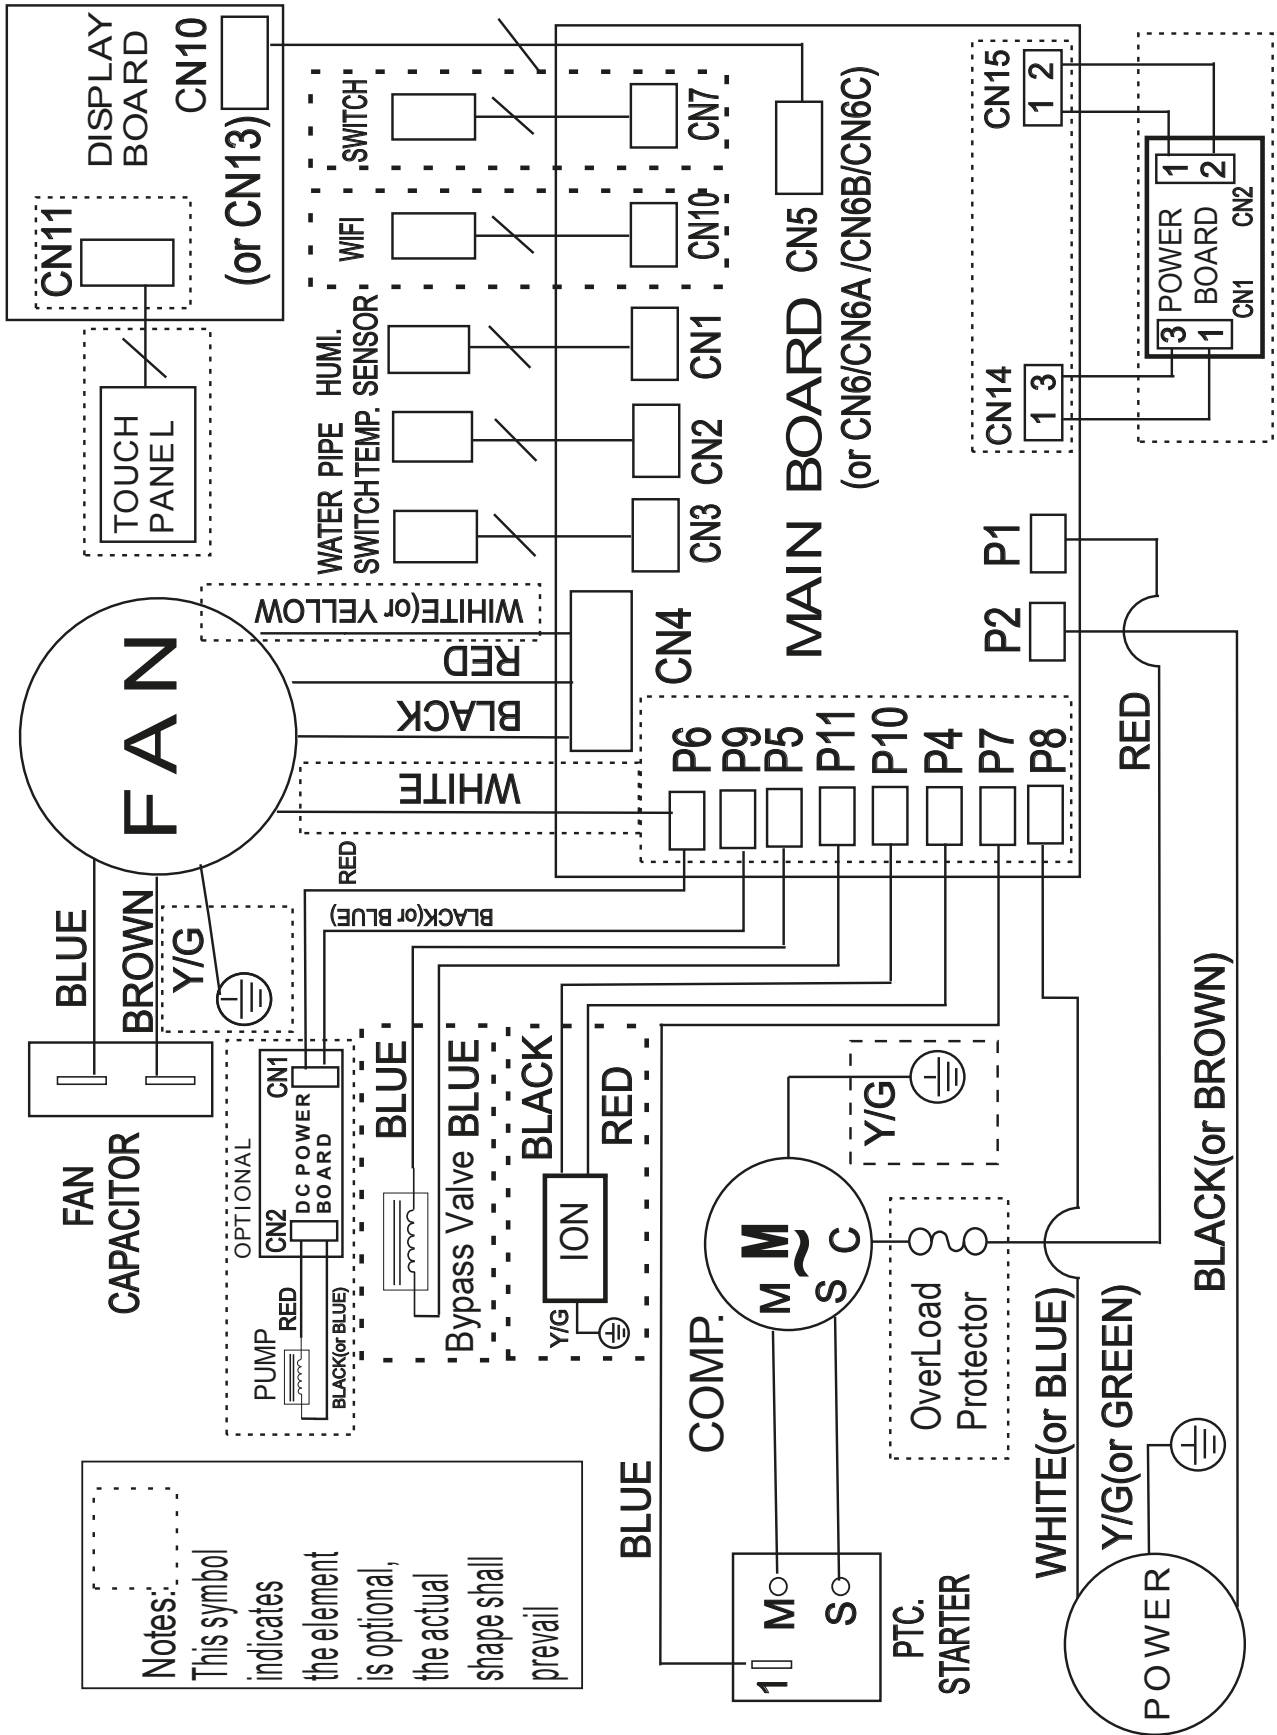 DISPLAY
BOARD
CN10
(or CN13)
CN11
TOUCH
PANEL
SWITCH
CN7
WIFI
CN10
HUMI.
SENSOR
CN1
PIPE
TEMP.
CN2
WATER
SWITCH
CN3
MAIN BOARD
CN5
(or CN6/CN6A /CN6B/CN6C)
CN15
1 2
CN14
1 3
POWER
BOARD
CN1
3 1
CN2
1 2
P1
P2
FAN
WHITE(or YELLOW
RED
BLACK
WHITE
CN4
P6
P9
P5
P11
P10
P4
P7
P8
RED
BLACK(or BLUE)
BLUE
BROWN
Y/G
FAN
CAPACITOR
OPTIONAL
CN1
DC POWER
BOARD
CN2
PUMP
RED
BLACK(or BLUE)
BLUE
BLUE
Bypass Valve
BLACK
RED
ION
Y/G
Y/G
COMP.
M
~
M
S
C
OverLoad
Protector
RED
BLACK(or BROWN)
WHITE(or BLUE)
Y/G(or GREEN)
POWER
BLUE
1
M
S
PTC.
STARTER
Notes:
This symbol
indicates
the element
is optional,
the actual
shape shall
prevail